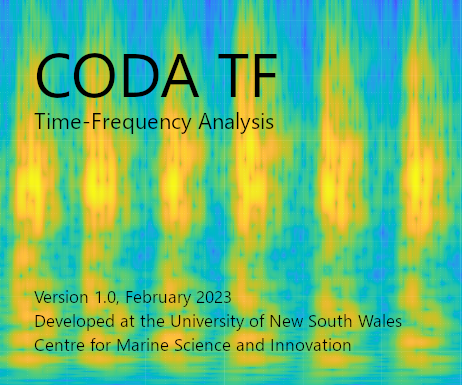 CODA TF
Time-Frequency Analysis
Version 1.0, February 2023
Developed at the University of New South Wales
Centre for Marine Science and Innovation